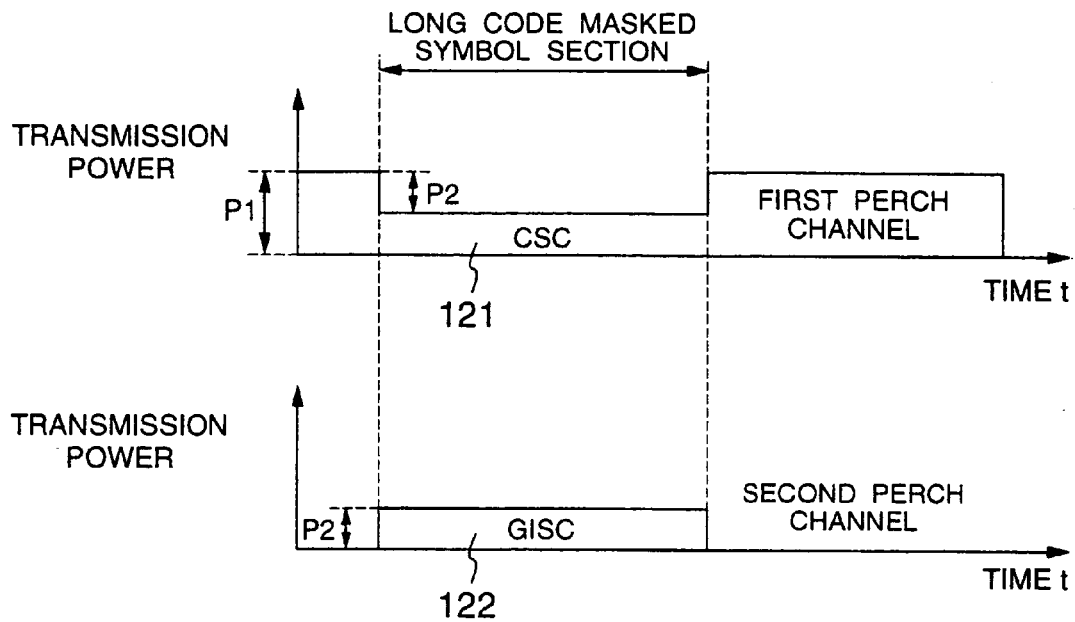 LONG CODE MASKED
SYMBOL SECTION
TRANSMISSION
POWER
P1
P2
CSC
FIRST PERCH
CHANNEL
TIME t
121
TRANSMISSION
POWER
P2
GISC
SECOND PERCH
CHANNEL
TIME t
122